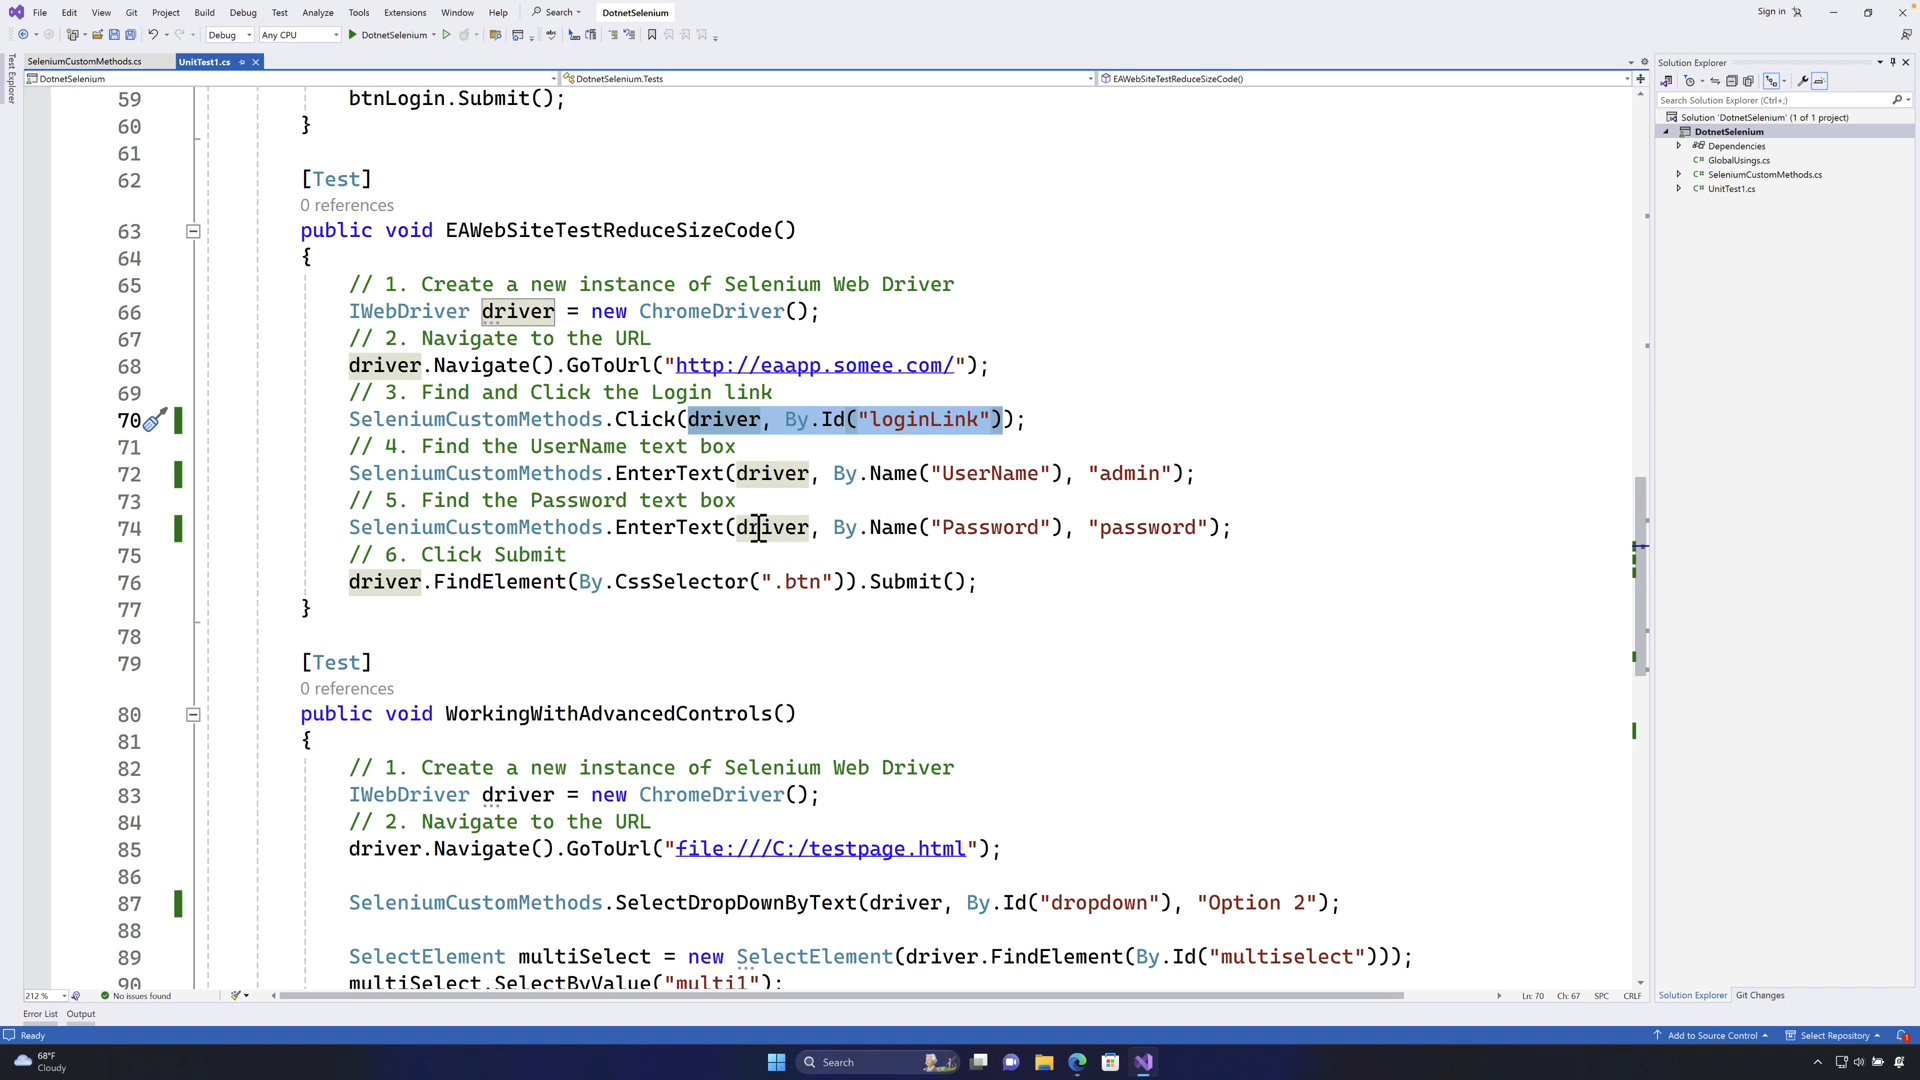 File Edit View Git Project Build Debug Test Analyze Tools Extensions Window Help Search DotnetSelenium Sign in
Debug Any CPU DotnetSelenium
Test Explorer
SeleniumCustomMethods.cs UnitTest1.cs
DotnetSelenium DotnetSelenium.Tests EAWebSiteTestReduceSizeCode()
59 btnLogin.Submit();
60 }
61
62 [Test]
0 references
63 public void EAWebSiteTestReduceSizeCode()
64 {
65 // 1. Create a new instance of Selenium Web Driver
66 IWebDriver driver = new ChromeDriver();
67 // 2. Navigate to the URL
68 driver.Navigate().GoToUrl("http://eaapp.somee.com/");
69 // 3. Find and Click the Login link
70 SeleniumCustomMethods.Click(driver, By.Id("loginLink"));
71 // 4. Find the UserName text box
72 SeleniumCustomMethods.EnterText(driver, By.Name("UserName"), "admin");
73 // 5. Find the Password text box
74 SeleniumCustomMethods.EnterText(driver, By.Name("Password"), "password");
75 // 6. Click Submit
76 driver.FindElement(By.CssSelector(".btn")).Submit();
77 }
78
79 [Test]
0 references
80 public void WorkingWithAdvancedControls()
81 {
82 // 1. Create a new instance of Selenium Web Driver
83 IWebDriver driver = new ChromeDriver();
84 // 2. Navigate to the URL
85 driver.Navigate().GoToUrl("file:///C:/testpage.html");
86
87 SeleniumCustomMethods.SelectDropDownByText(driver, By.Id("dropdown"), "Option 2");
88
89 SelectElement multiSelect = new SelectElement(driver.FindElement(By.Id("multiselect")));
90 multiSelect.SelectByValue("multi1");
212 % No issues found Ln: 70 Ch: 67 SPC CRLF
Error List Output
Solution Explorer
Search Solution Explorer (Ctrl+;)
Solution 'DotnetSelenium' (1 of 1 project)
DotnetSelenium
Dependencies
C# GlobalUsings.cs
C# SeleniumCustomMethods.cs
C# UnitTest1.cs
Solution Explorer Git Changes
Ready Add to Source Control Select Repository 1
68°F
Cloudy
Search